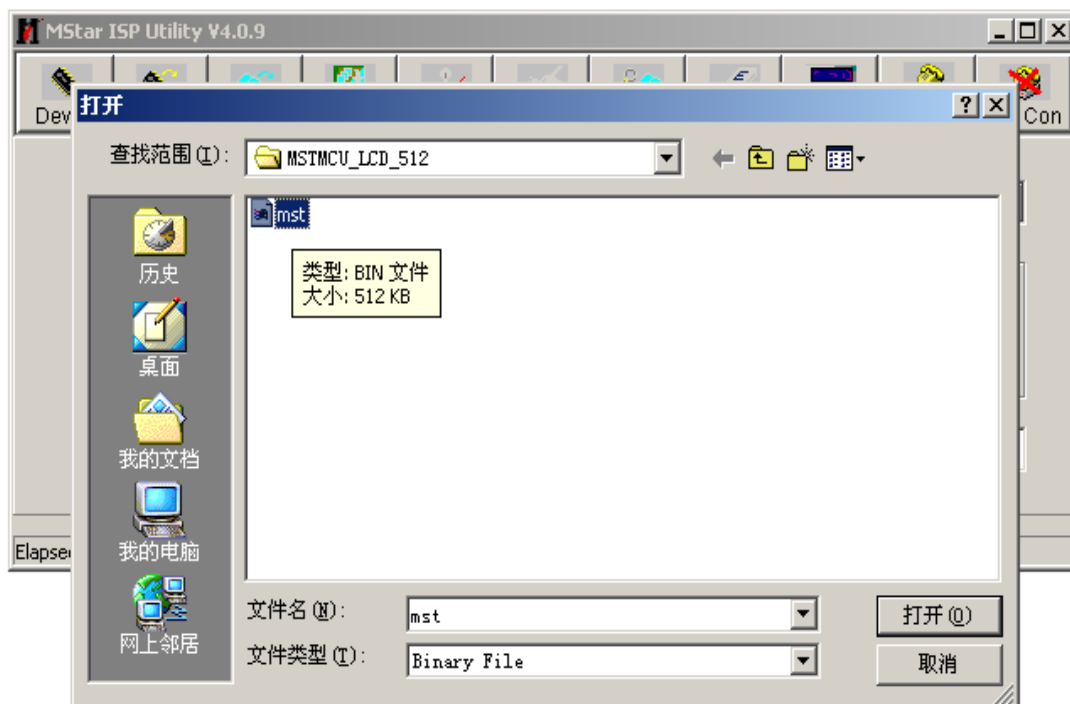 MStar ISP Utility V4.0.9
Dev
Con
打开
查找范围(I):
MSTMCU_LCD_512
mst
类型: BIN 文件
大小: 512 KB
历史
桌面
我的文档
我的电脑
网上邻居
Elapse
文件名(N):
mst
打开(O)
文件类型(T):
Binary File
取消